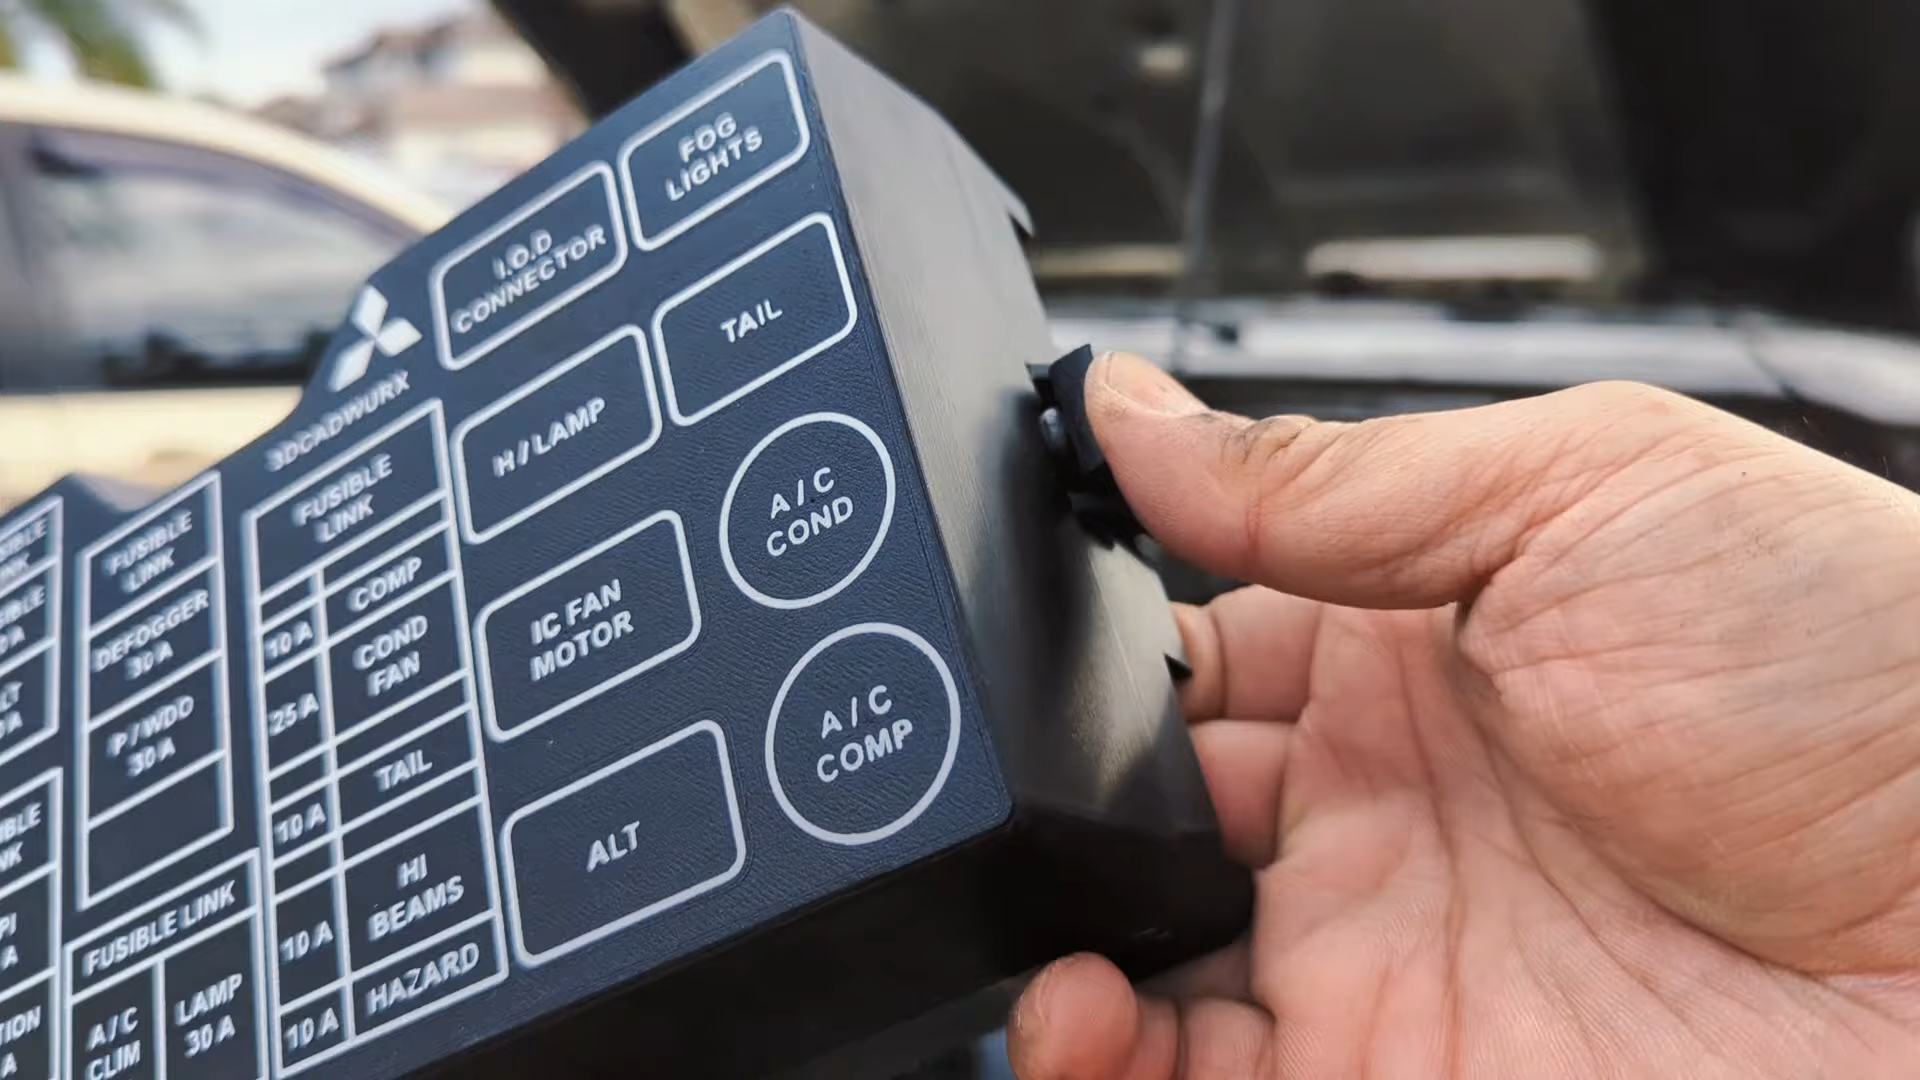 FOG
LIGHTS
I.O.D
CONNECTOR
TAIL
3DCADWURX
H/LAMP
A/C
COND
FUSIBLE
LINK
COMP
10 A
COND
FAN
25 A
TAIL
10 A
HI
BEAMS
10 A
HAZARD
10 A
IC FAN
MOTOR
A/C
COMP
ALT
FUSIBLE
LINK
DEFOGGER
30 A
P/WDD
30 A
FUSIBLE LINK
A/C
CLIM
LAMP
30 A